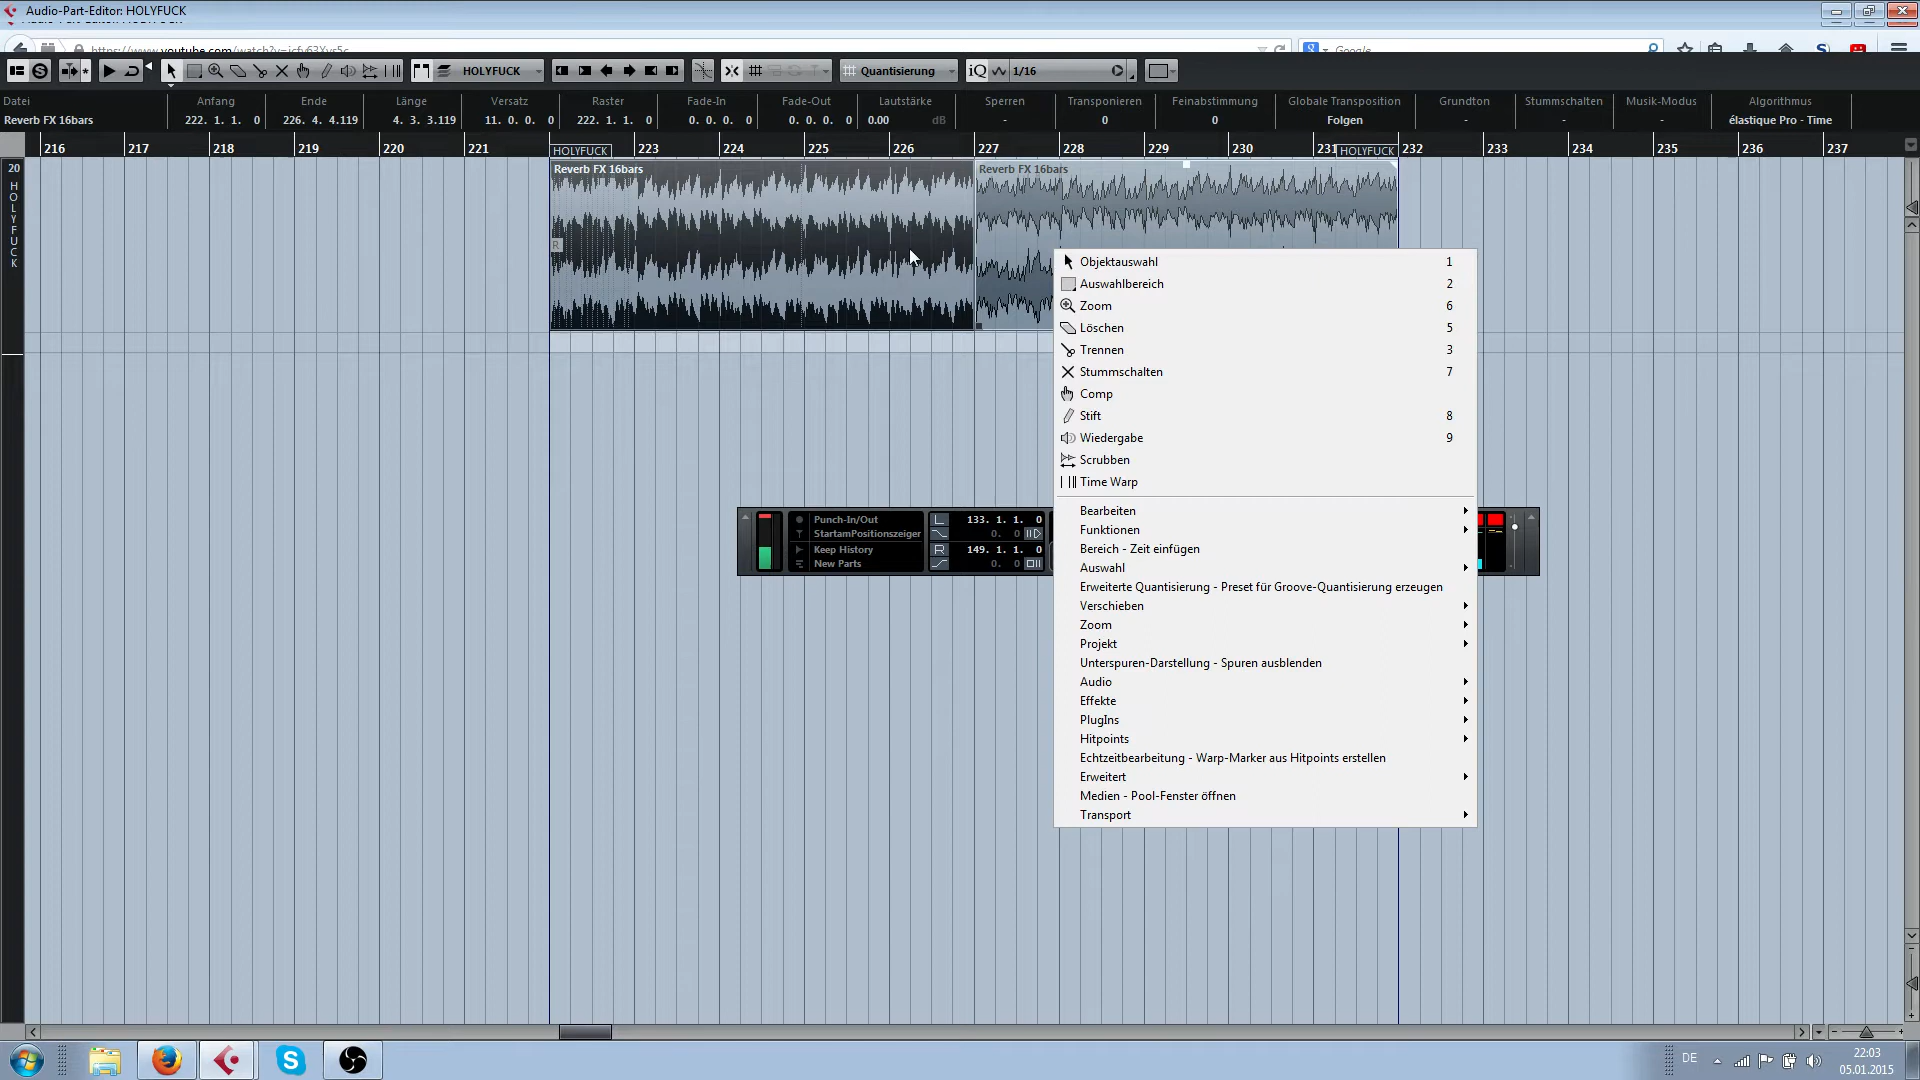 Audio-Part-Editor: HOLYFUCK
https://www.youtube.com/watch?v=
Google
HOLYFUCK
Quantisierung
iQ
1/16
Datei
Anfang
Ende
Länge
Versatz
Raster
Fade-In
Fade-Out
Lautstärke
Sperren
Transponieren
Feinabstimmung
Globale Transposition
Grundton
Stummschalten
Musik-Modus
Algorithmus
Reverb FX 16bars
222. 1. 1. 0
226. 4. 4.119
4. 3. 3.119
11. 0. 0. 0
222. 1. 1. 0
0. 0. 0. 0
0. 0. 0. 0
0.00 dB
-
0
0
Folgen
-
-
-
élastique Pro - Time
216 217 218 219 220 221 223 224 225 226 227 228 229 230 231 232 233 234 235 236 237
HOLYFUCK
HOLYFUCK
20
HOLYFUCK
Reverb FX 16bars
Reverb FX 16bars
R
Objektauswahl 1
Auswahlbereich 2
Zoom 6
Löschen 5
Trennen 3
Stummschalten 7
Comp
Stift 8
Wiedergabe 9
Scrubben
Time Warp
Bearbeiten
Funktionen
Bereich - Zeit einfügen
Auswahl
Erweiterte Quantisierung - Preset für Groove-Quantisierung erzeugen
Verschieben
Zoom
Projekt
Unterspuren-Darstellung - Spuren ausblenden
Audio
Effekte
PlugIns
Hitpoints
Echtzeitbearbeitung - Warp-Marker aus Hitpoints erstellen
Erweitert
Medien - Pool-Fenster öffnen
Transport
Punch-In/Out
StartamPositionszeiger
Keep History
New Parts
L 133. 1. 1. 0
0. 0
R 149. 1. 1. 0
0. 0
DE
22:03
05.01.2015